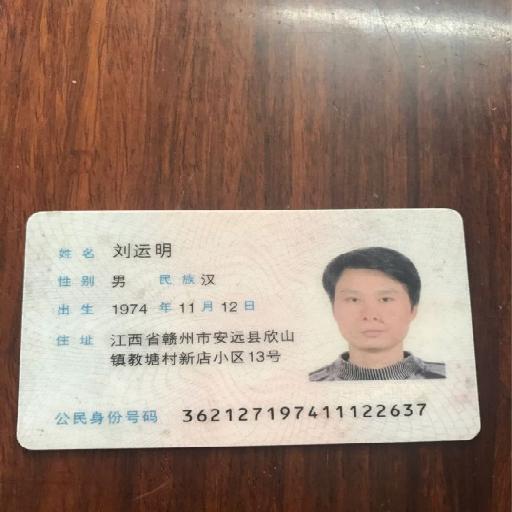 姓名 刘运明
性别 男 民族 汉
出生 1974 年 11 月 12 日
住址 江西省赣州市安远县欣山
镇教塘村新店小区13号
公民身份号码 362127197411122637